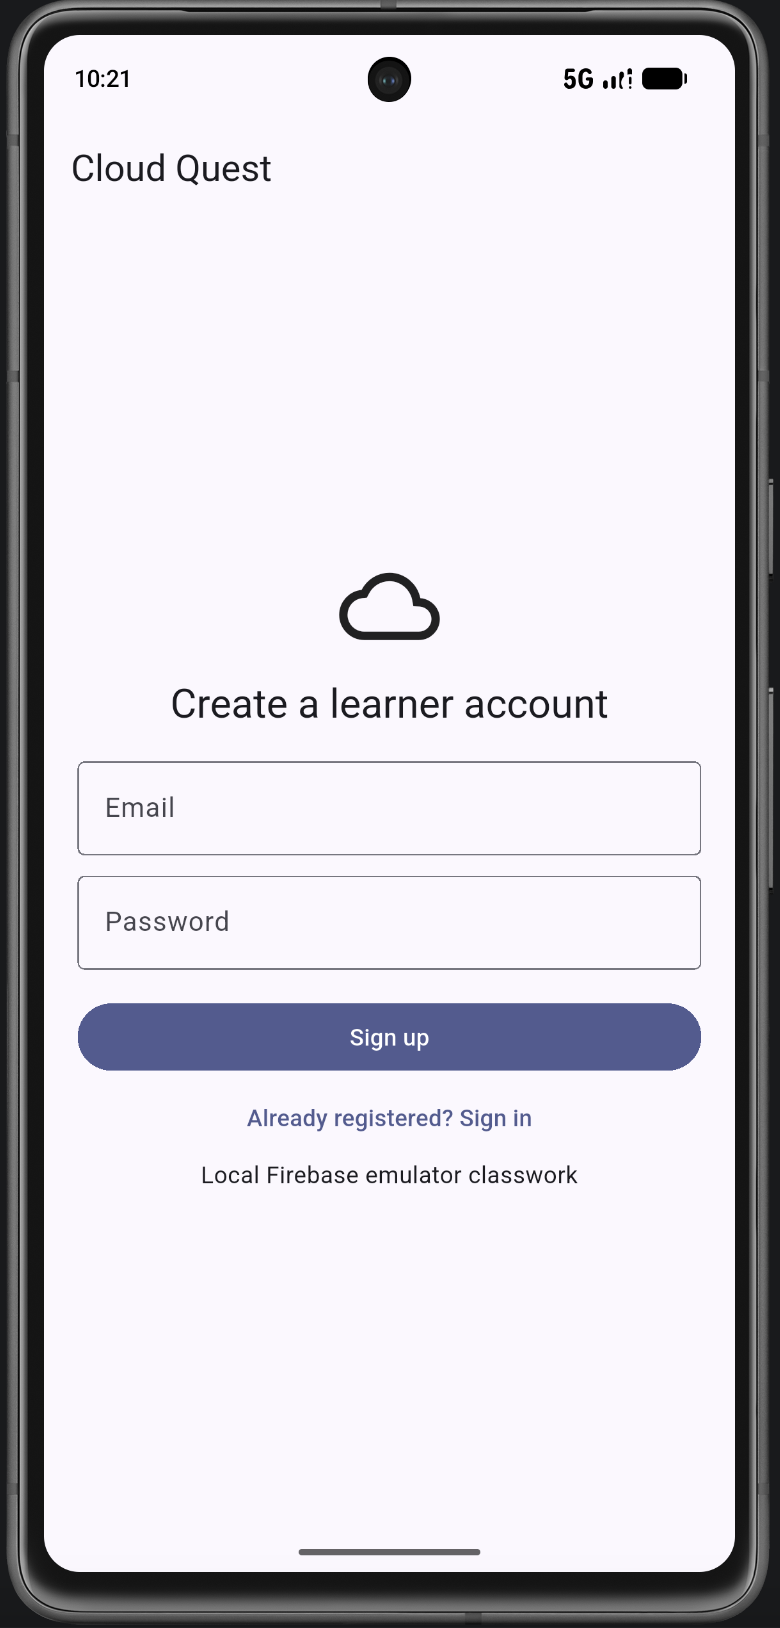 10:21
5G
Cloud Quest
Create a learner account
Email
Password
Sign up
Already registered? Sign in
Local Firebase emulator classwork